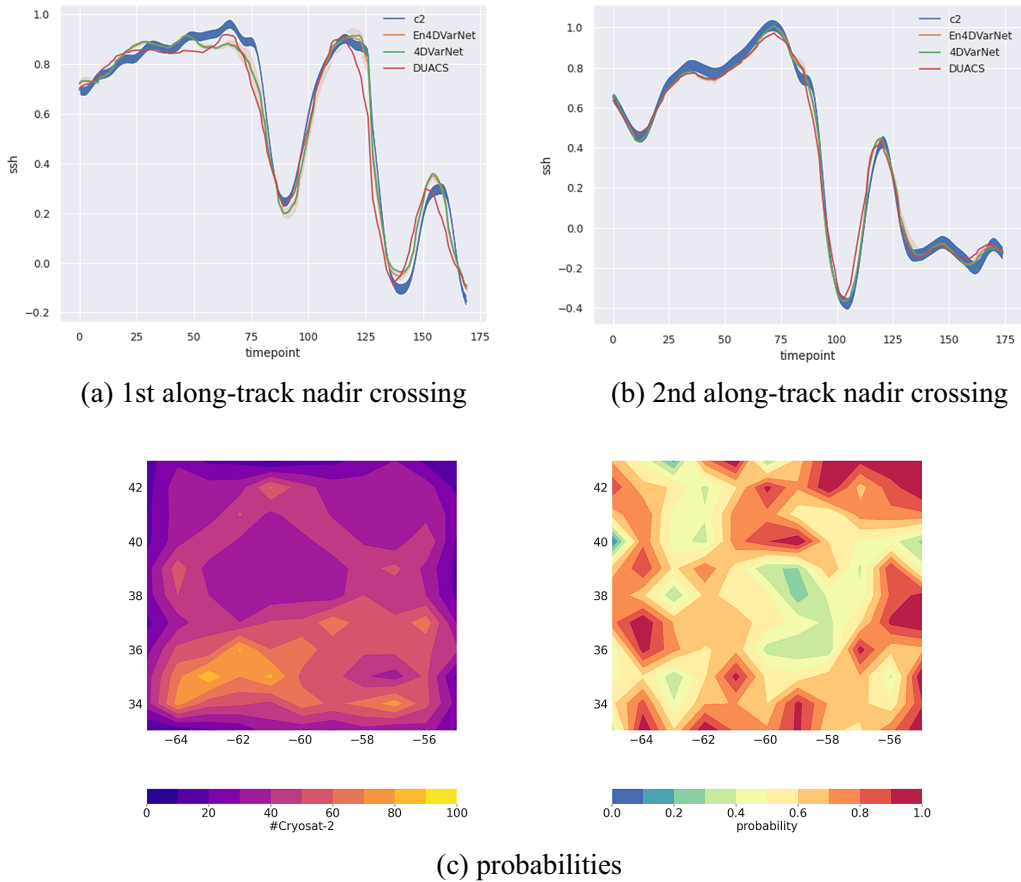 c2
En4DVarNet
4DVarNet
DUACS
1.0
0.8
0.6
0.4
0.2
0.0
−0.2
ssh
0 25 50 75 100 125 150 175
timepoint
(a) 1st along-track nadir crossing
c2
En4DVarNet
4DVarNet
DUACS
1.0
0.8
0.6
0.4
0.2
0.0
−0.2
−0.4
ssh
0 25 50 75 100 125 150 175
timepoint
(b) 2nd along-track nadir crossing
42
40
38
36
34
−64 −62 −60 −58 −56
0 20 40 60 80 100
#Cryosat-2
42
40
38
36
34
−64 −62 −60 −58 −56
0.0 0.2 0.4 0.6 0.8 1.0
probability
(c) probabilities